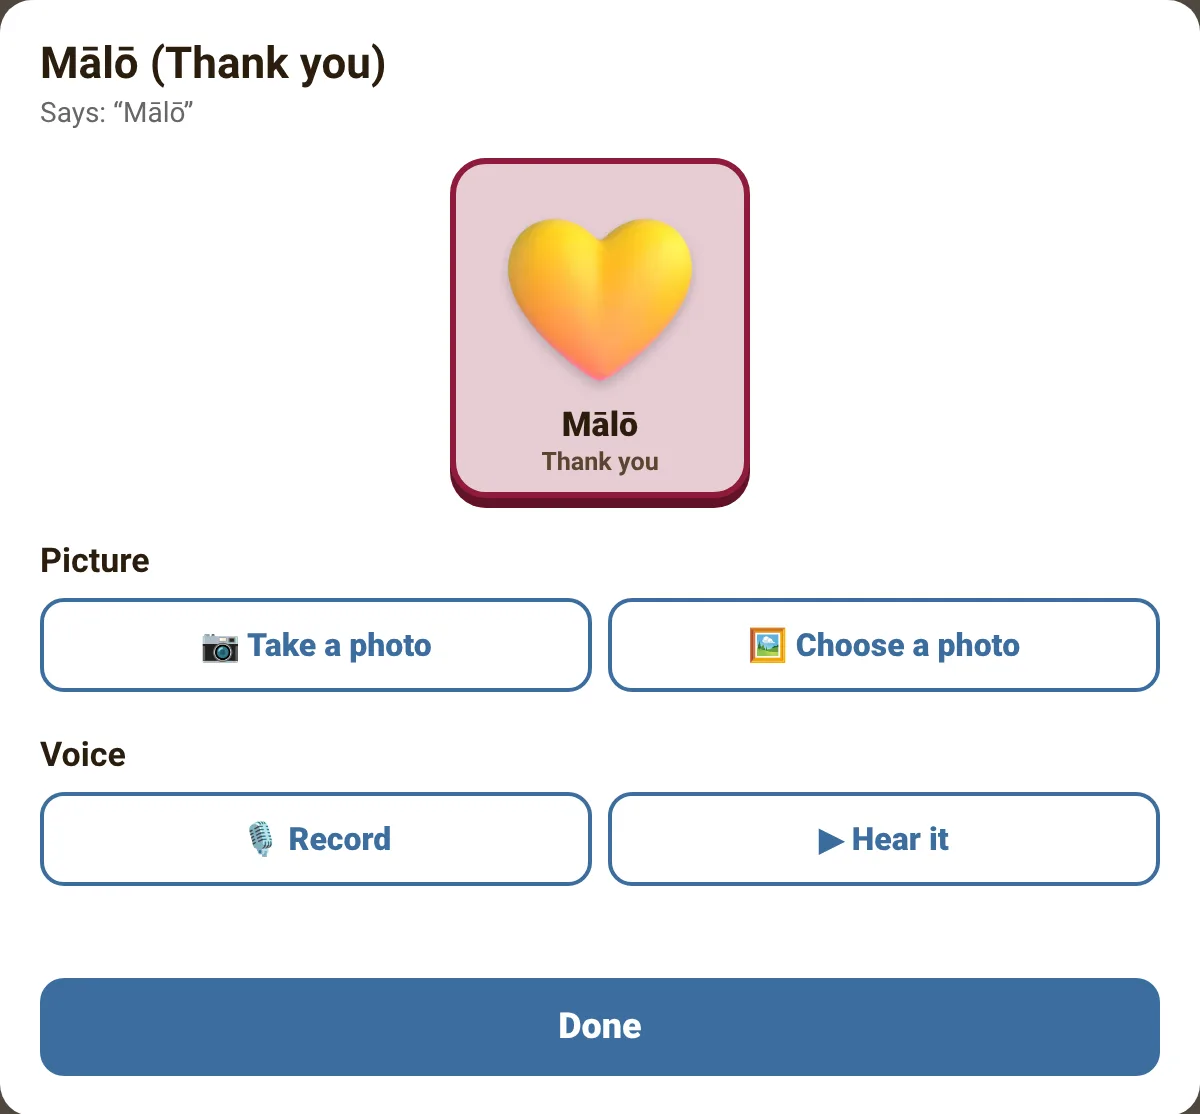 Mālō (Thank you)
Says: “Mālō”
Mālō
Thank you
Picture
Take a photo
Choose a photo
Voice
Record
Hear it
Done